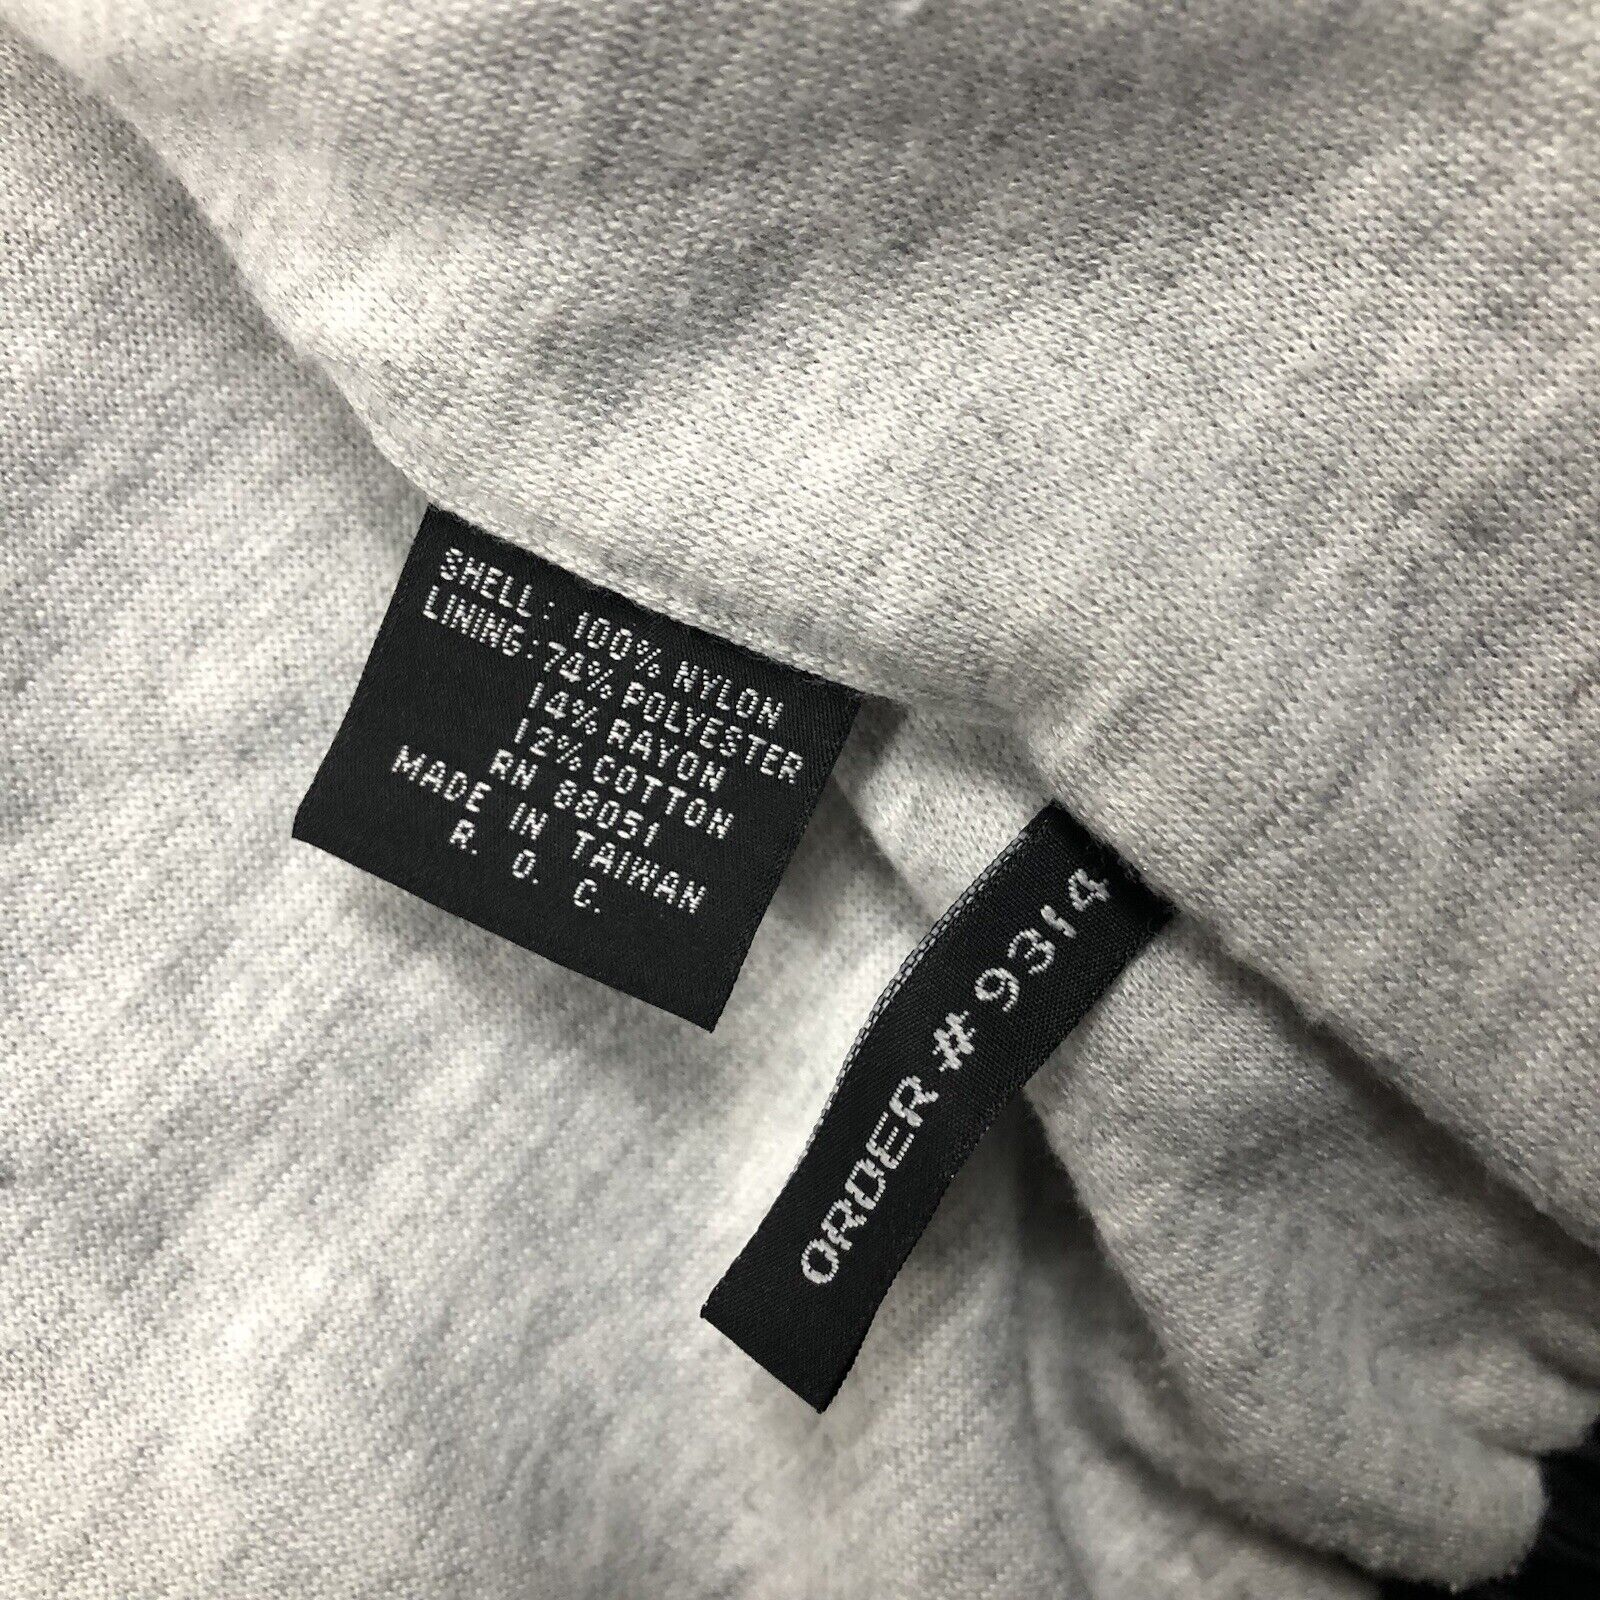 SHELL: 100% NYLON
LINING: 74% POLYESTER
14% RAYON
12% COTTON
RN 88051
MADE IN TAIWAN
R. O. C.
ORDER # 9314